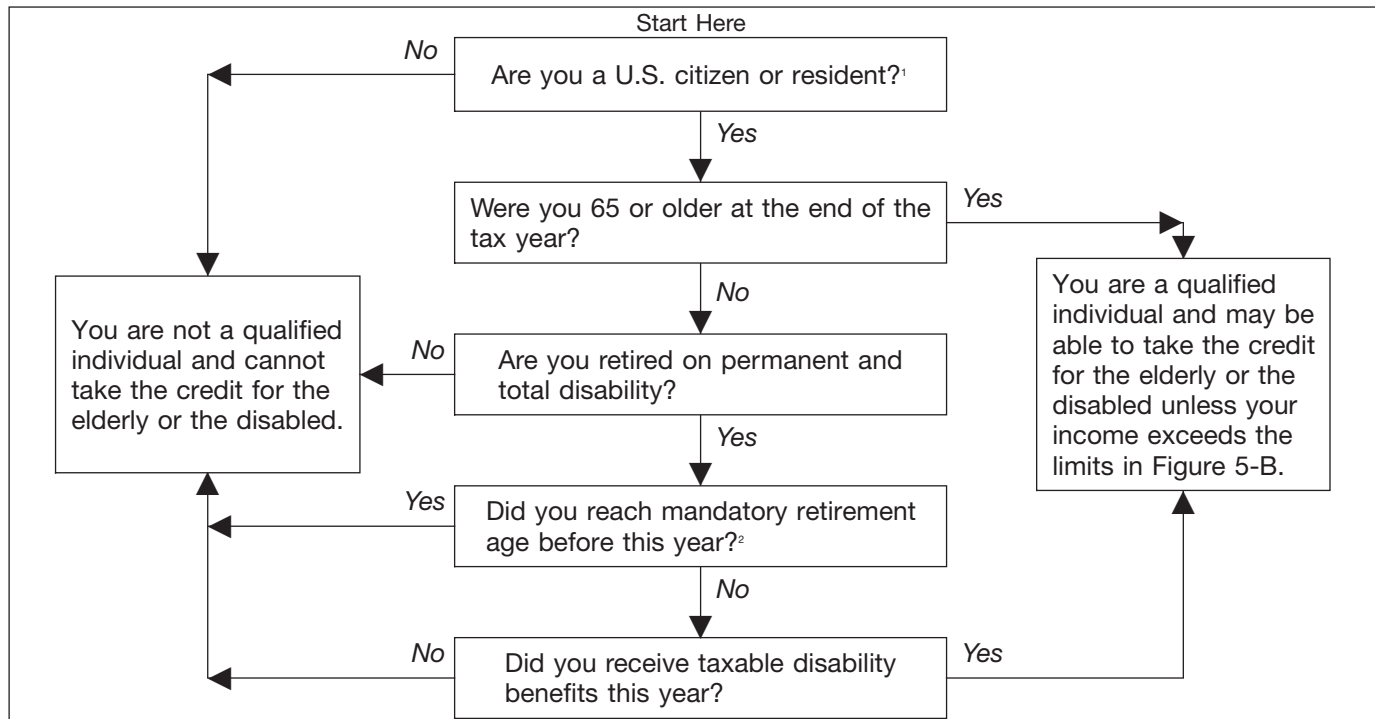 Start Here
No
Are you a U.S. citizen or resident?¹
Yes
Were you 65 or older at the end of the
tax year?
Yes
No
You are not a qualified
individual and cannot
take the credit for the
elderly or the disabled.
No
Are you retired on permanent and
total disability?
You are a qualified
individual and may be
able to take the credit
for the elderly or the
disabled unless your
income exceeds the
limits in Figure 5-B.
Yes
Yes
Did you reach mandatory retirement
age before this year?²
No
No
Did you receive taxable disability
benefits this year?
Yes